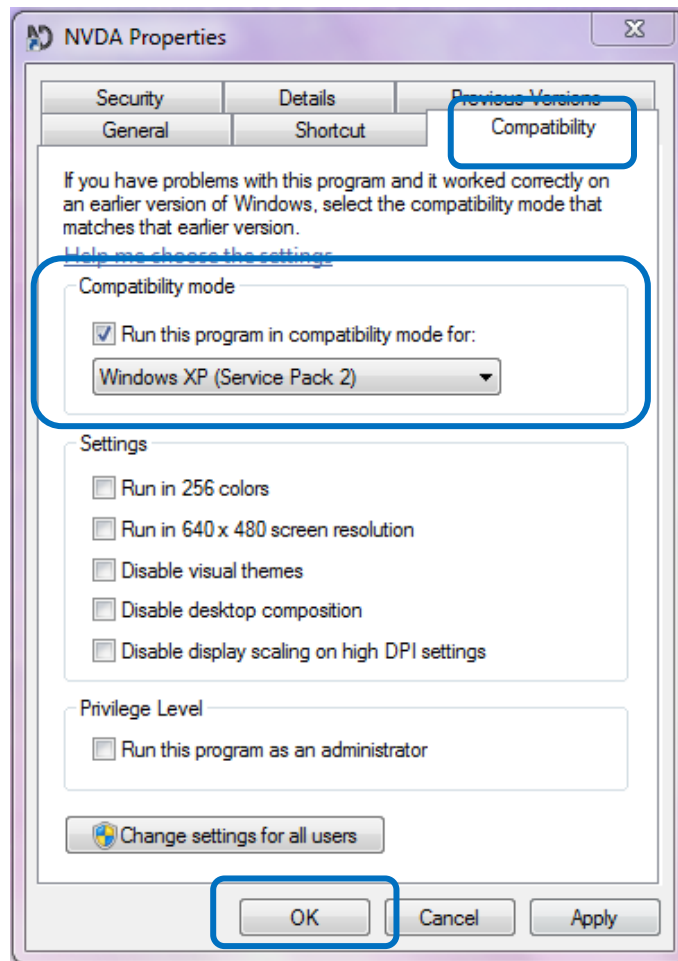 NVDA Properties
Security Details Previous Versions
General Shortcut Compatibility
If you have problems with this program and it worked correctly on
an earlier version of Windows, select the compatibility mode that
matches that earlier version.
Help me choose the settings
Compatibility mode
Run this program in compatibility mode for:
Windows XP (Service Pack 2)
Settings
Run in 256 colors
Run in 640 x 480 screen resolution
Disable visual themes
Disable desktop composition
Disable display scaling on high DPI settings
Privilege Level
Run this program as an administrator
Change settings for all users
OK Cancel Apply